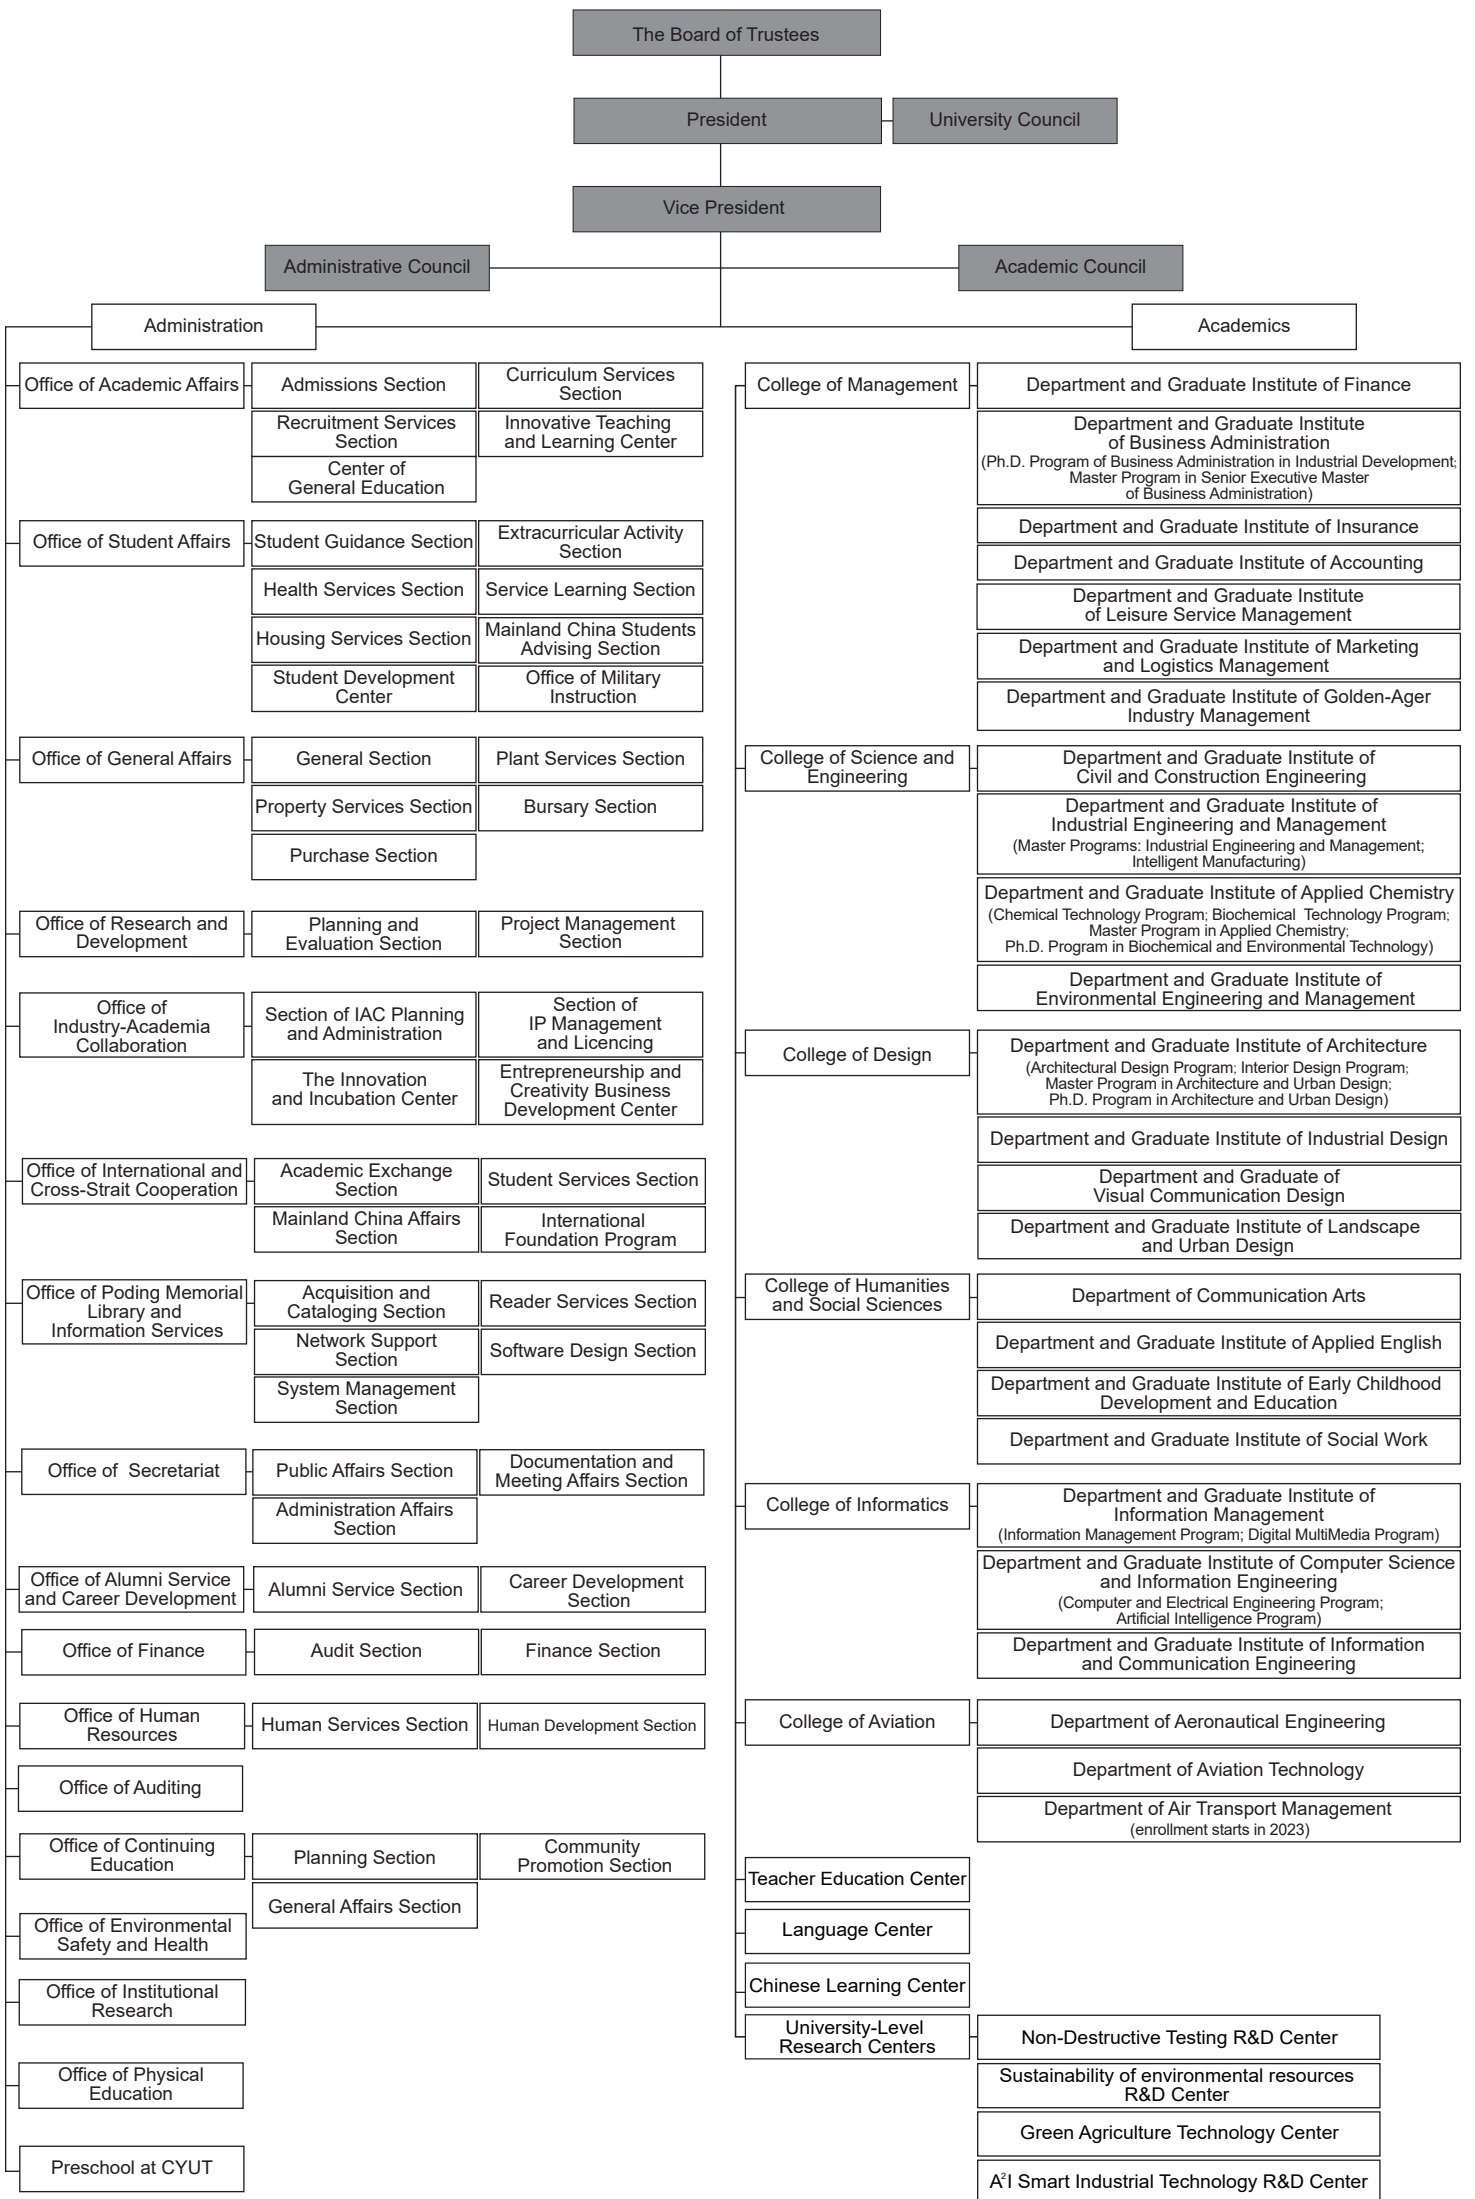 The Board of Trustees
President
University Council
Vice President
Administrative Council
Academic Council
Administration
Academics
Office of Academic Affairs
Admissions Section
Curriculum Services
Section
Recruitment Services
Section
Innovative Teaching
and Learning Center
Center of
General Education
Office of Student Affairs
Student Guidance Section
Extracurricular Activity
Section
Health Services Section
Service Learning Section
Housing Services Section
Mainland China Students
Advising Section
Student Development
Center
Office of Military
Instruction
Office of General Affairs
General Section
Plant Services Section
Property Services Section
Bursary Section
Purchase Section
Office of Research and
Development
Planning and
Evaluation Section
Project Management
Section
Office of
Industry-Academia
Collaboration
Section of IAC Planning
and Administration
Section of
IP Management
and Licencing
The Innovation
and Incubation Center
Entrepreneurship and
Creativity Business
Development Center
Office of International and
Cross-Strait Cooperation
Academic Exchange
Section
Student Services Section
Mainland China Affairs
Section
International
Foundation Program
Office of Poding Memorial
Library and
Information Services
Acquisition and
Cataloging Section
Reader Services Section
Network Support
Section
Software Design Section
System Management
Section
Office of Secretariat
Public Affairs Section
Documentation and
Meeting Affairs Section
Administration Affairs
Section
Office of Alumni Service
and Career Development
Alumni Service Section
Career Development
Section
Office of Finance
Audit Section
Finance Section
Office of Human
Resources
Human Services Section
Human Development Section
Office of Auditing
Office of Continuing
Education
Planning Section
Community
Promotion Section
General Affairs Section
Office of Environmental
Safety and Health
Office of Institutional
Research
Office of Physical
Education
Preschool at CYUT
College of Management
Department and Graduate Institute of Finance
Department and Graduate Institute
of Business Administration
(Ph.D. Program of Business Administration in Industrial Development;
Master Program in Senior Executive Master
of Business Administration)
Department and Graduate Institute of Insurance
Department and Graduate Institute of Accounting
Department and Graduate Institute
of Leisure Service Management
Department and Graduate Institute of Marketing
and Logistics Management
Department and Graduate Institute of Golden-Ager
Industry Management
College of Science and
Engineering
Department and Graduate Institute of
Civil and Construction Engineering
Department and Graduate Institute of
Industrial Engineering and Management
(Master Programs: Industrial Engineering and Management;
Intelligent Manufacturing)
Department and Graduate Institute of Applied Chemistry
(Chemical Technology Program; Biochemical Technology Program;
Master Program in Applied Chemistry;
Ph.D. Program in Biochemical and Environmental Technology)
Department and Graduate Institute of
Environmental Engineering and Management
College of Design
Department and Graduate Institute of Architecture
(Architectural Design Program; Interior Design Program;
Master Program in Architecture and Urban Design;
Ph.D. Program in Architecture and Urban Design)
Department and Graduate Institute of Industrial Design
Department and Graduate of
Visual Communication Design
Department and Graduate Institute of Landscape
and Urban Design
College of Humanities
and Social Sciences
Department of Communication Arts
Department and Graduate Institute of Applied English
Department and Graduate Institute of Early Childhood
Development and Education
Department and Graduate Institute of Social Work
College of Informatics
Department and Graduate Institute of
Information Management
(Information Management Program; Digital MultiMedia Program)
Department and Graduate Institute of Computer Science
and Information Engineering
(Computer and Electrical Engineering Program;
Artificial Intelligence Program)
Department and Graduate Institute of Information
and Communication Engineering
College of Aviation
Department of Aeronautical Engineering
Department of Aviation Technology
Department of Air Transport Management
(enrollment starts in 2023)
Teacher Education Center
Language Center
Chinese Learning Center
University-Level
Research Centers
Non-Destructive Testing R&D Center
Sustainability of environmental resources
R&D Center
Green Agriculture Technology Center
A²I Smart Industrial Technology R&D Center